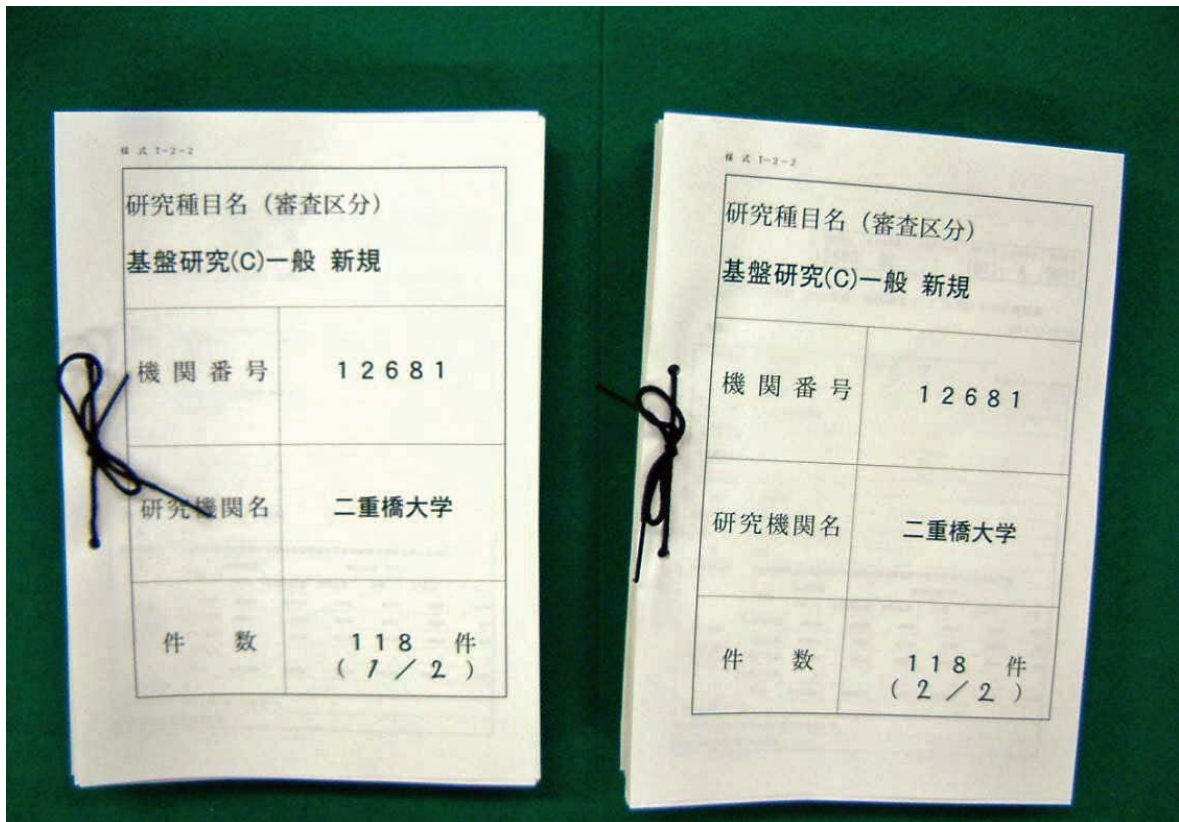 様式 T-2-2
研究種目名（審査区分）
基盤研究(C)一般 新規
機関番号 12681
研究機関名 二重橋大学
件数 118 件
( 1 / 2 )
様式 T-2-2
研究種目名（審査区分）
基盤研究(C)一般 新規
機関番号 12681
研究機関名 二重橋大学
件数 118 件
( 2 / 2 )